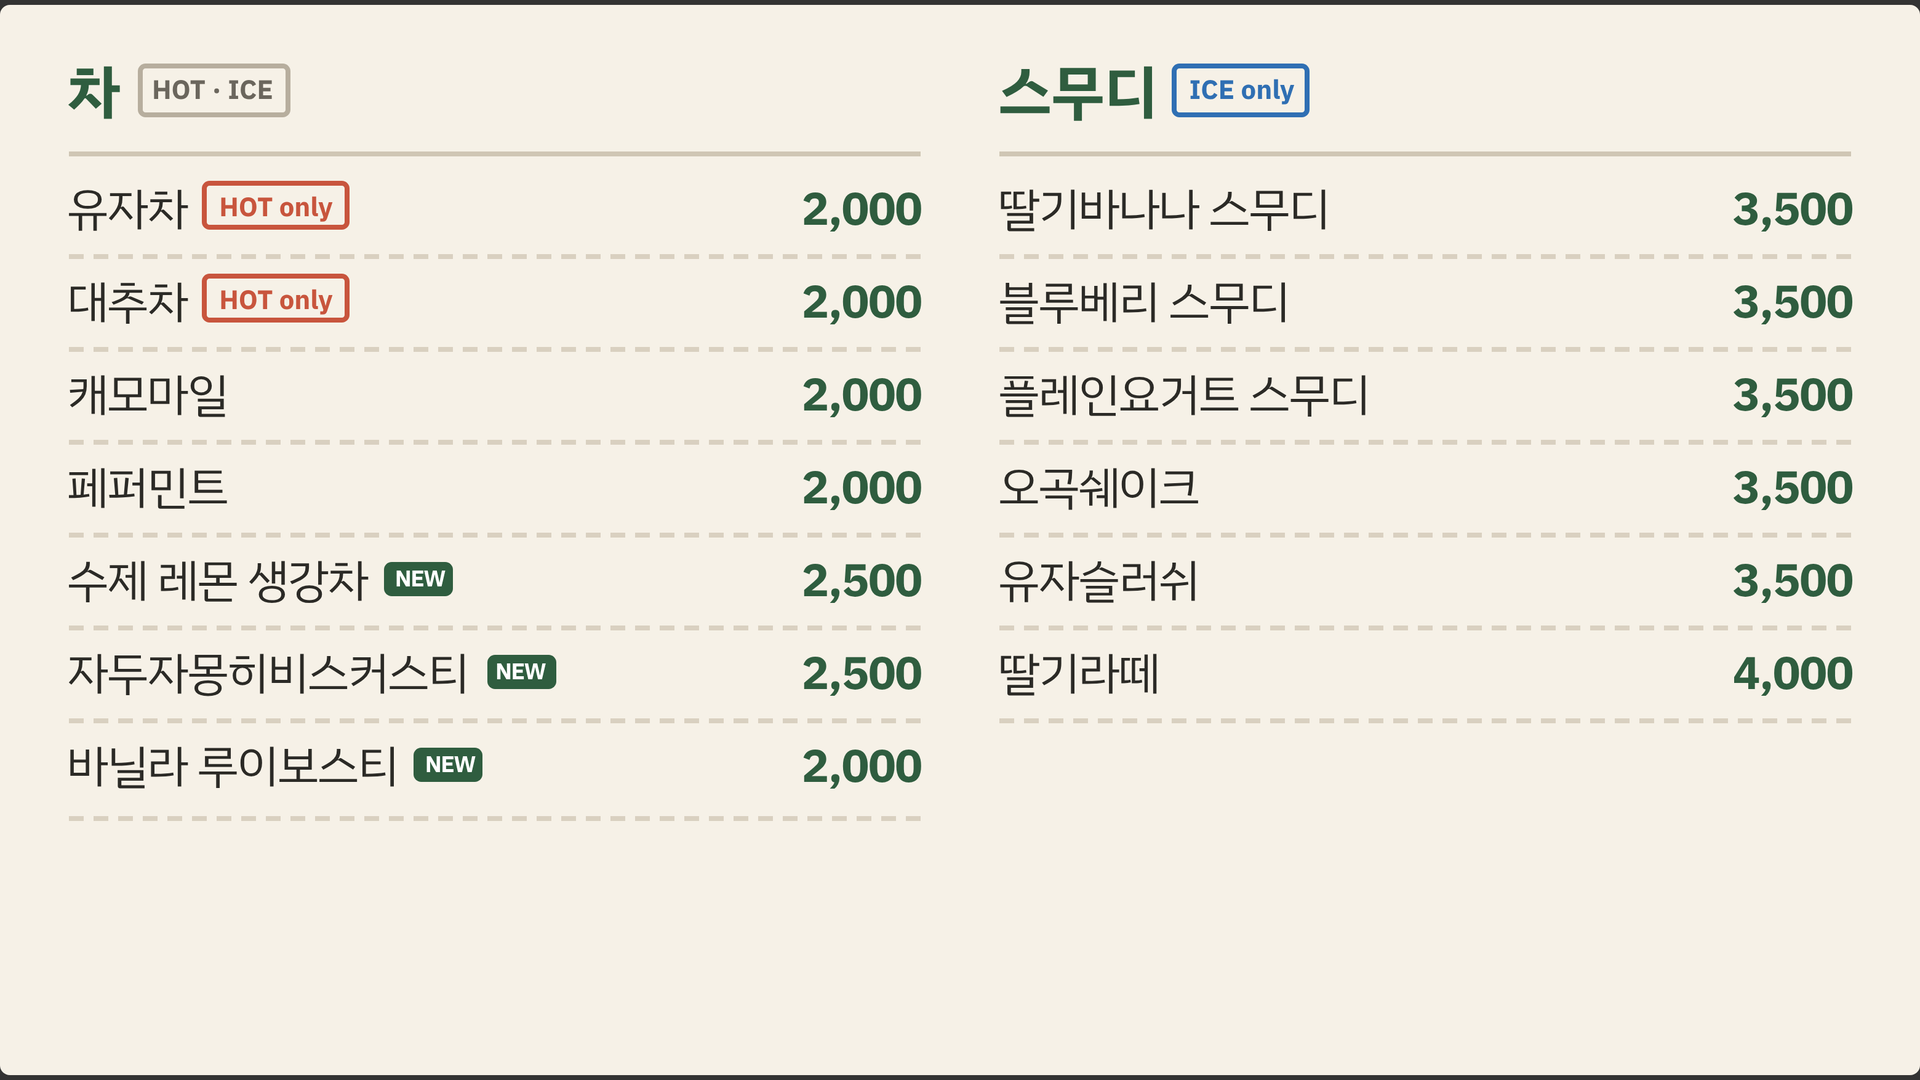 차 HOT · ICE
유자차 HOT only 2,000
대추차 HOT only 2,000
캐모마일 2,000
페퍼민트 2,000
수제 레몬 생강차 NEW 2,500
자두자몽히비스커스티 NEW 2,500
바닐라 루이보스티 NEW 2,000
스무디 ICE only
딸기바나나 스무디 3,500
블루베리 스무디 3,500
플레인요거트 스무디 3,500
오곡쉐이크 3,500
유자슬러쉬 3,500
딸기라떼 4,000